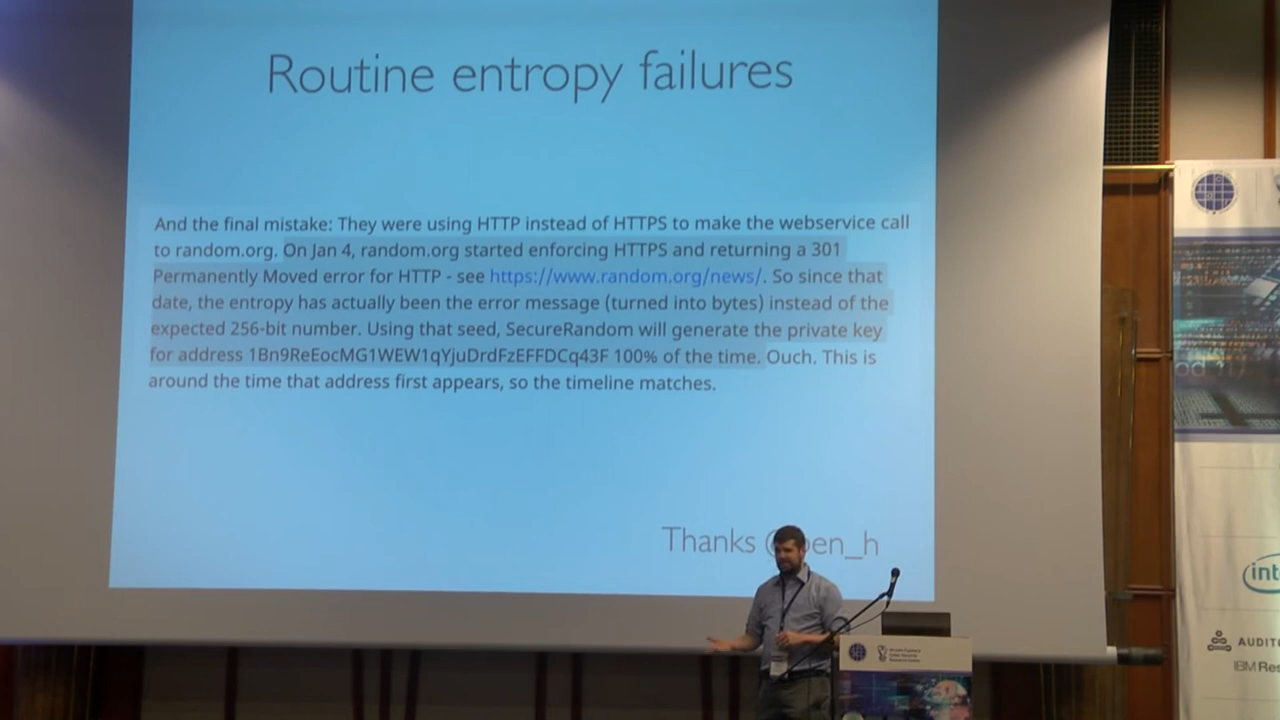 Routine entropy failures
And the final mistake: They were using HTTP instead of HTTPS to make the webservice call
to random.org. On Jan 4, random.org started enforcing HTTPS and returning a 301
Permanently Moved error for HTTP - see https://www.random.org/news/. So since that
date, the entropy has actually been the error message (turned into bytes) instead of the
expected 256-bit number. Using that seed, SecureRandom will generate the private key
for address 1Bn9ReEocMG1WEW1qYjuDrdFzEFFDCq43F 100% of the time. Ouch. This is
around the time that address first appears, so the timeline matches.
Thanks en_h
int
AUDITO
IBM Res